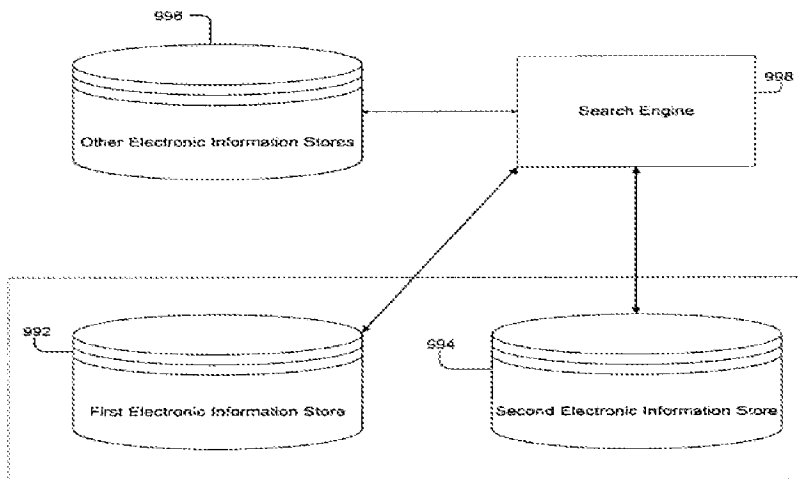 996
998
Search Engine
Other Electronic Information Stores
992
994
First Electronic Information Store
Second Electronic Information Store